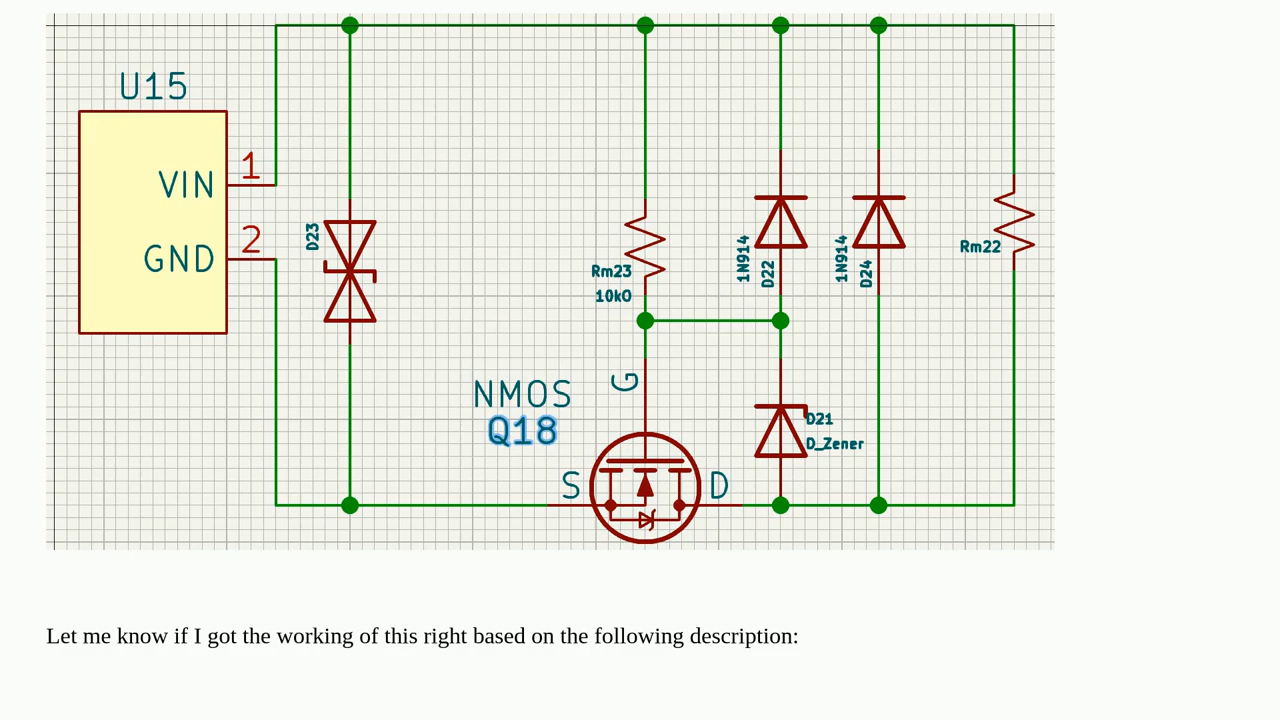 U15
VIN 1
GND 2
D23
Rm23
10kΩ
1N914
D22
1N914
D24
Rm22
NMOS
Q18
G
S
D
D21
D_Zener
Let me know if I got the working of this right based on the following description: